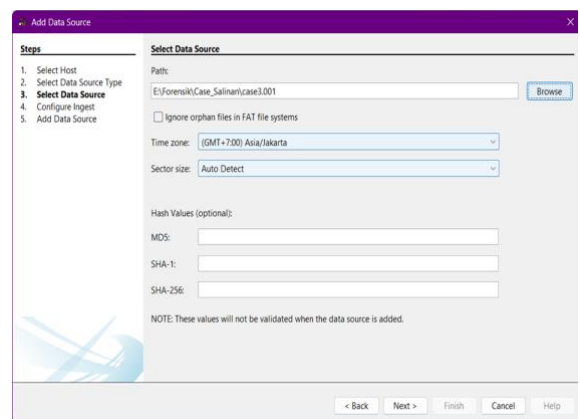 Add Data Source
Steps
1. Select Host
2. Select Data Source Type
3. Select Data Source
4. Configure Ingest
5. Add Data Source
Select Data Source
Path:
E:\Forensik\Case_Salinan\case3.001
Browse
Ignore orphan files in FAT file systems
Time zone: (GMT+7:00) Asia/Jakarta
Sector size: Auto Detect
Hash Values (optional):
MD5:
SHA-1:
SHA-256:
NOTE: These values will not be validated when the data source is added.
< Back Next > Finish Cancel Help